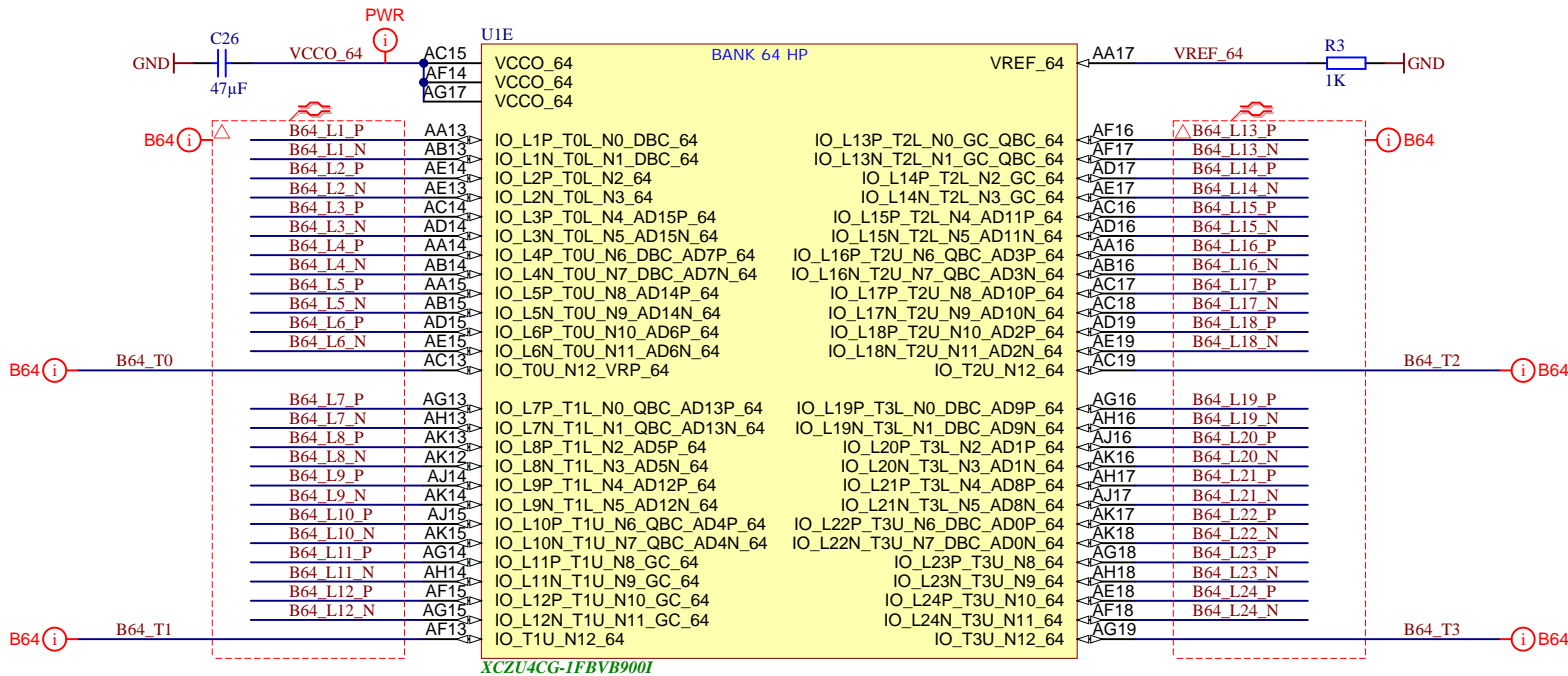 PWR
U1E
BANK 64 HP
GND C26 47µF VCCO_64 AC15 VCCO_64 VREF_64 AA17 VREF_64 R3 1K GND
AF14 VCCO_64
AG17 VCCO_64
B64 B64_L1_P AA13 IO_L1P_T0L_N0_DBC_64 IO_L13P_T2L_N0_GC_QBC_64 AF16 B64_L13_P B64
B64_L1_N AB13 IO_L1N_T0L_N1_DBC_64 IO_L13N_T2L_N1_GC_QBC_64 AF17 B64_L13_N
B64_L2_P AE14 IO_L2P_T0L_N2_64 IO_L14P_T2L_N2_GC_64 AD17 B64_L14_P
B64_L2_N AE13 IO_L2N_T0L_N3_64 IO_L14N_T2L_N3_GC_64 AE17 B64_L14_N
B64_L3_P AC14 IO_L3P_T0L_N4_AD15P_64 IO_L15P_T2L_N4_AD11P_64 AC16 B64_L15_P
B64_L3_N AD14 IO_L3N_T0L_N5_AD15N_64 IO_L15N_T2L_N5_AD11N_64 AD16 B64_L15_N
B64_L4_P AA14 IO_L4P_T0U_N6_DBC_AD7P_64 IO_L16P_T2U_N6_QBC_AD3P_64 AA16 B64_L16_P
B64_L4_N AB14 IO_L4N_T0U_N7_DBC_AD7N_64 IO_L16N_T2U_N7_QBC_AD3N_64 AB16 B64_L16_N
B64_L5_P AA15 IO_L5P_T0U_N8_AD14P_64 IO_L17P_T2U_N8_AD10P_64 AC17 B64_L17_P
B64_L5_N AB15 IO_L5N_T0U_N9_AD14N_64 IO_L17N_T2U_N9_AD10N_64 AC18 B64_L17_N
B64_L6_P AD15 IO_L6P_T0U_N10_AD6P_64 IO_L18P_T2U_N10_AD2P_64 AD19 B64_L18_P
B64_L6_N AE15 IO_L6N_T0U_N11_AD6N_64 IO_L18N_T2U_N11_AD2N_64 AE19 B64_L18_N
B64 B64_T0 AC13 IO_T0U_N12_VRP_64 IO_T2U_N12_64 AC19 B64_T2 B64
B64_L7_P AG13 IO_L7P_T1L_N0_QBC_AD13P_64 IO_L19P_T3L_N0_DBC_AD9P_64 AG16 B64_L19_P
B64_L7_N AH13 IO_L7N_T1L_N1_QBC_AD13N_64 IO_L19N_T3L_N1_DBC_AD9N_64 AH16 B64_L19_N
B64_L8_P AK13 IO_L8P_T1L_N2_AD5P_64 IO_L20P_T3L_N2_AD1P_64 AJ16 B64_L20_P
B64_L8_N AK12 IO_L8N_T1L_N3_AD5N_64 IO_L20N_T3L_N3_AD1N_64 AK16 B64_L20_N
B64_L9_P AJ14 IO_L9P_T1L_N4_AD12P_64 IO_L21P_T3L_N4_AD8P_64 AH17 B64_L21_P
B64_L9_N AK14 IO_L9N_T1L_N5_AD12N_64 IO_L21N_T3L_N5_AD8N_64 AJ17 B64_L21_N
B64_L10_P AJ15 IO_L10P_T1U_N6_QBC_AD4P_64 IO_L22P_T3U_N6_DBC_AD0P_64 AK17 B64_L22_P
B64_L10_N AK15 IO_L10N_T1U_N7_QBC_AD4N_64 IO_L22N_T3U_N7_DBC_AD0N_64 AK18 B64_L22_N
B64_L11_P AG14 IO_L11P_T1U_N8_GC_64 IO_L23P_T3U_N8_64 AG18 B64_L23_P
B64_L11_N AH14 IO_L11N_T1U_N9_GC_64 IO_L23N_T3U_N9_64 AH18 B64_L23_N
B64_L12_P AF15 IO_L12P_T1U_N10_GC_64 IO_L24P_T3U_N10_64 AE18 B64_L24_P
B64_L12_N AG15 IO_L12N_T1U_N11_GC_64 IO_L24N_T3U_N11_64 AF18 B64_L24_N
B64 B64_T1 AF13 IO_T1U_N12_64 IO_T3U_N12_64 AG19 B64_T3 B64
XCZU4CG-1FBVB900I